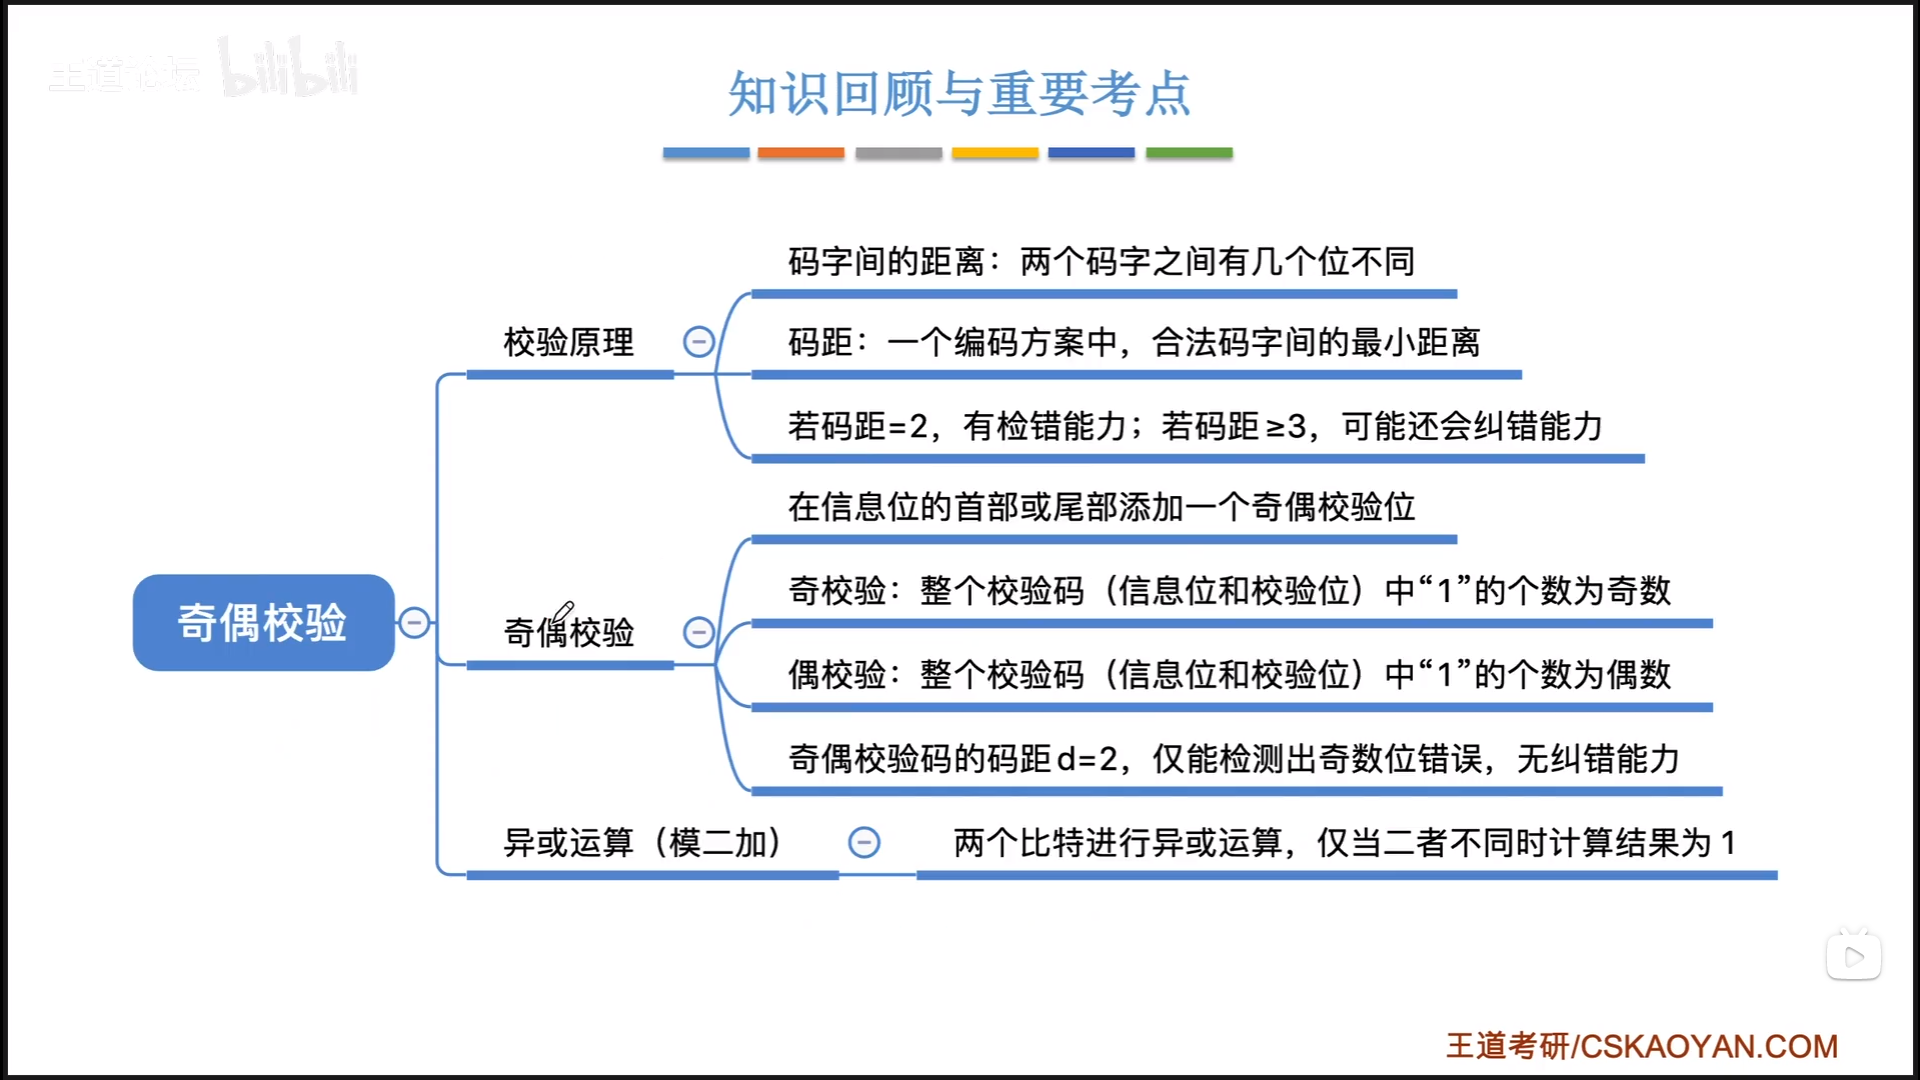 王道论坛 bilibili
知识回顾与重要考点
码字间的距离：两个码字之间有几个位不同
校验原理
码距：一个编码方案中，合法码字间的最小距离
若码距=2，有检错能力；若码距≥3，可能还会纠错能力
在信息位的首部或尾部添加一个奇偶校验位
奇偶校验
奇校验：整个校验码（信息位和校验位）中“1”的个数为奇数
奇偶校验
偶校验：整个校验码（信息位和校验位）中“1”的个数为偶数
奇偶校验码的码距d=2，仅能检测出奇数位错误，无纠错能力
异或运算（模二加）
两个比特进行异或运算，仅当二者不同时计算结果为1
王道考研/CSKAOYAN.COM